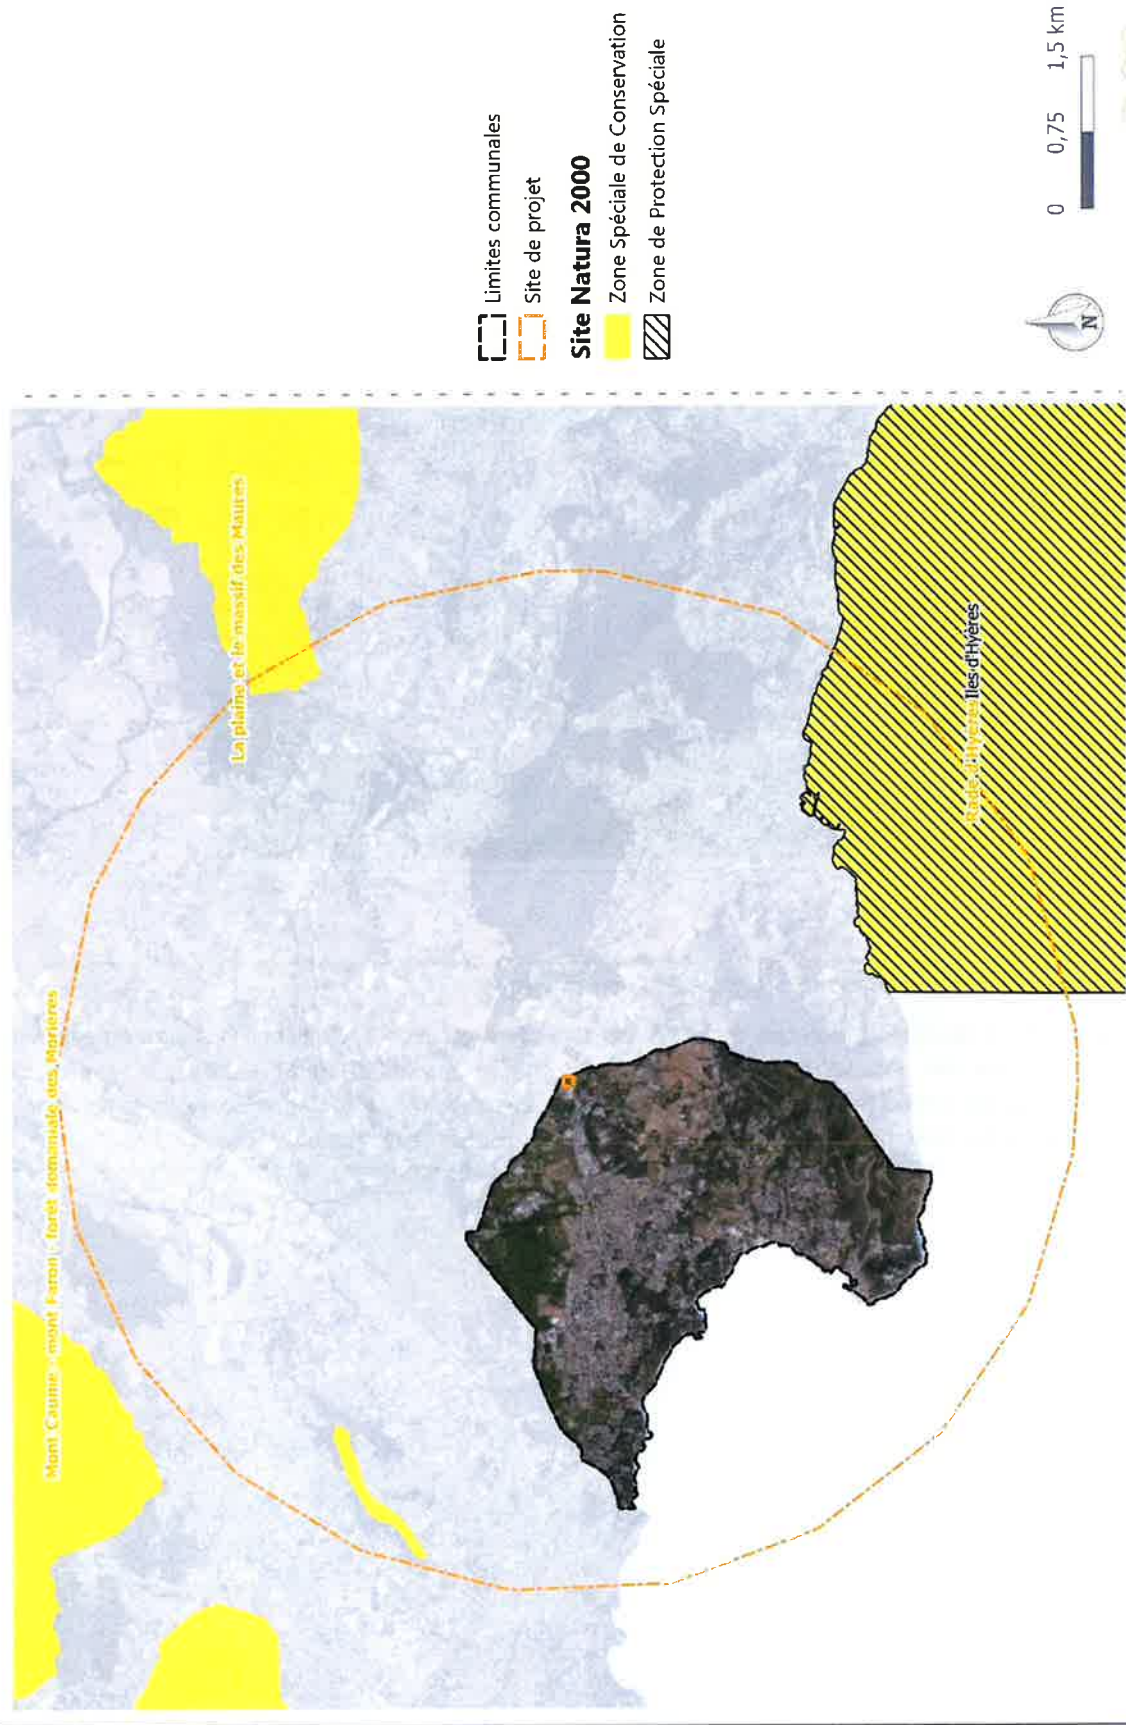 Mont Caume - mont Faron - forêt domaniale des Morières
La plaine et le massif des Maures
Rade d'Hyères
Iles d'Hyères
Limites communales
Site de projet
Site Natura 2000
Zone Spéciale de Conservation
Zone de Protection Spéciale
N
0 0,75 1,5 km